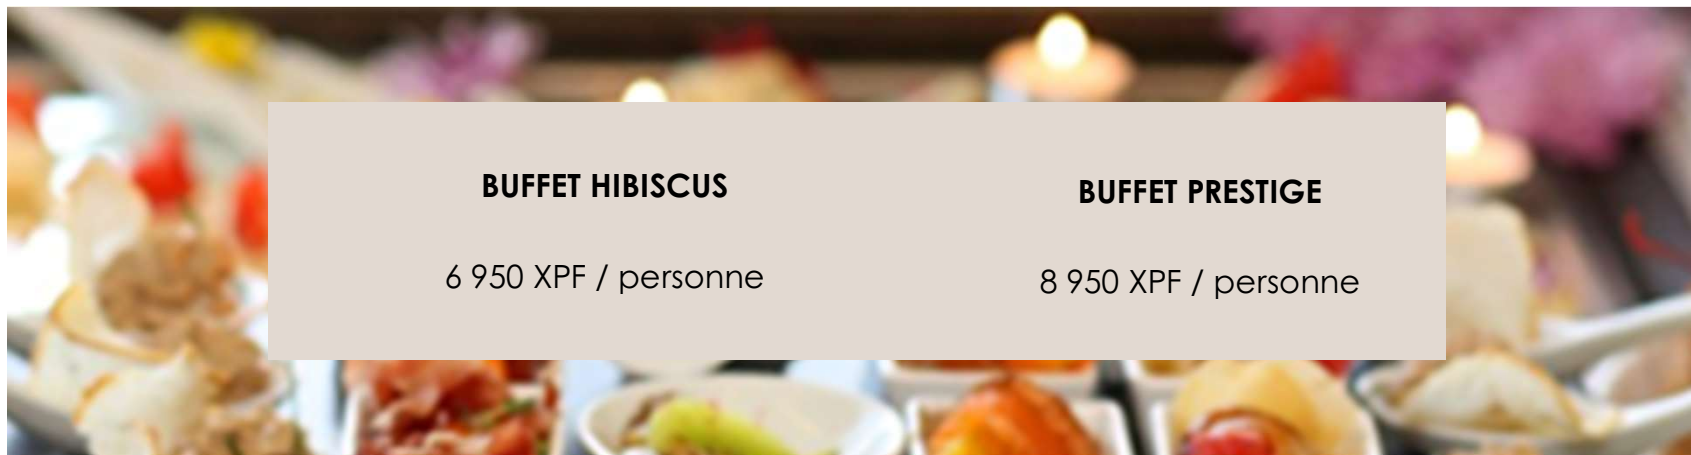 BUFFET HIBISCUS
6 950 XPF / personne
BUFFET PRESTIGE
8 950 XPF / personne